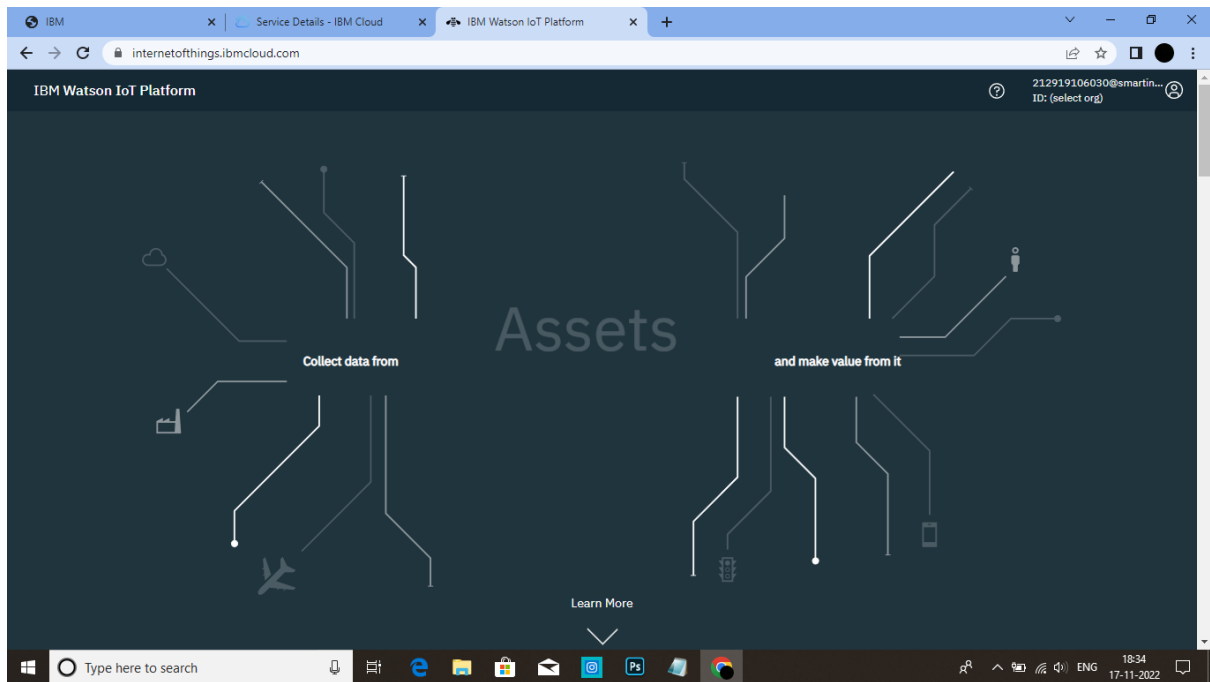 IBM
Service Details - IBM Cloud
IBM Watson IoT Platform
internetofthings.ibmcloud.com
IBM Watson IoT Platform
212919106030@smartin...
ID: (select org)
Assets
Collect data from
and make value from it
Learn More
Type here to search
Ps
ENG
18:34
17-11-2022